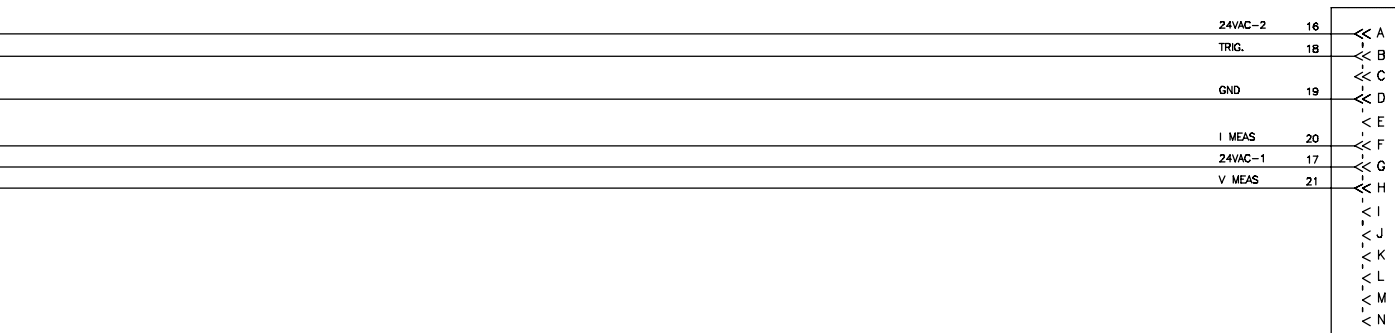 24VAC-2 16 A
TRIG. 18 B
C
GND 19 D
E
I MEAS 20 F
24VAC-1 17 G
V MEAS 21 H
I
J
K
L
M
N